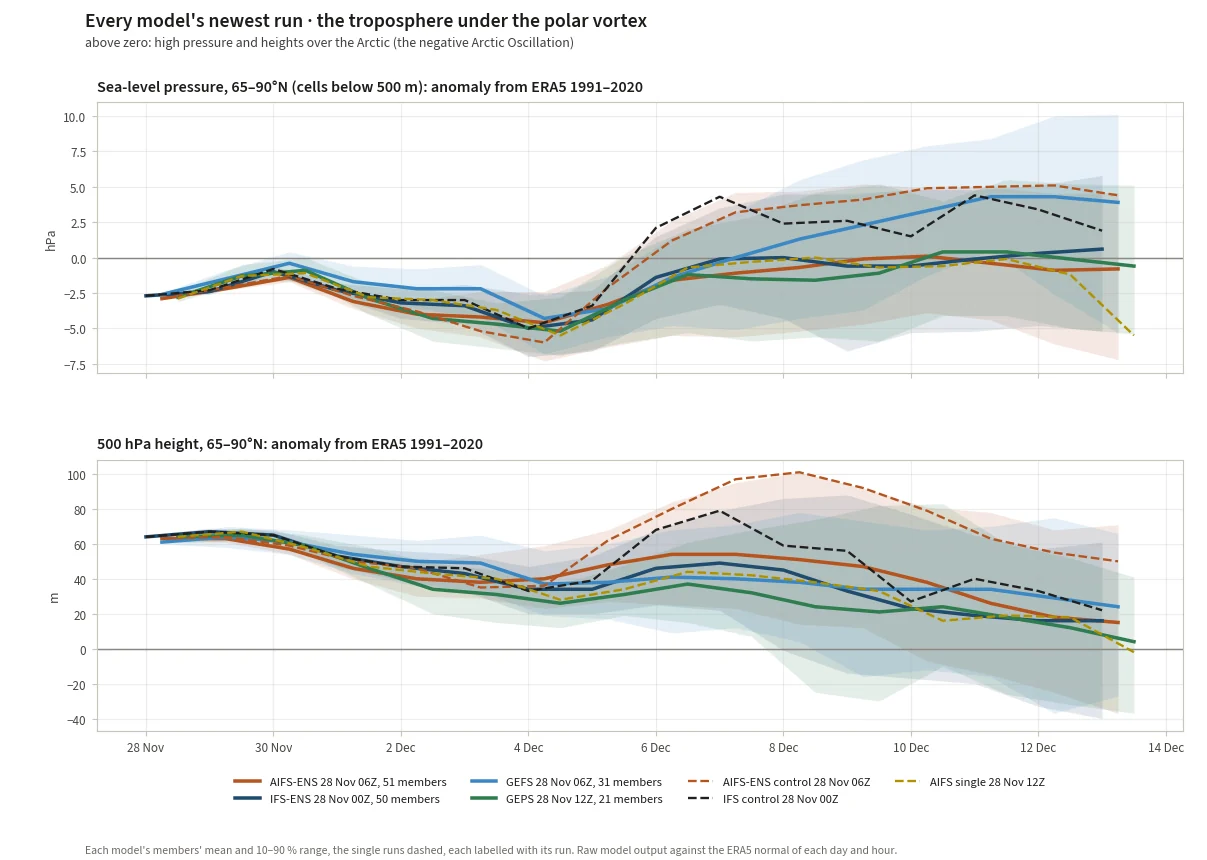 Every model's newest run · the troposphere under the polar vortex
above zero: high pressure and heights over the Arctic (the negative Arctic Oscillation)
Sea-level pressure, 65–90°N (cells below 500 m): anomaly from ERA5 1991–2020
10.0
7.5
5.0
2.5
0.0
−2.5
−5.0
−7.5
hPa
500 hPa height, 65–90°N: anomaly from ERA5 1991–2020
100
80
60
40
20
0
−20
−40
m
28 Nov 30 Nov 2 Dec 4 Dec 6 Dec 8 Dec 10 Dec 12 Dec 14 Dec
AIFS-ENS 28 Nov 06Z, 51 members GEFS 28 Nov 06Z, 31 members AIFS-ENS control 28 Nov 06Z AIFS single 28 Nov 12Z
IFS-ENS 28 Nov 00Z, 50 members GEPS 28 Nov 12Z, 21 members IFS control 28 Nov 00Z
Each model's members' mean and 10–90 % range, the single runs dashed, each labelled with its run. Raw model output against the ERA5 normal of each day and hour.